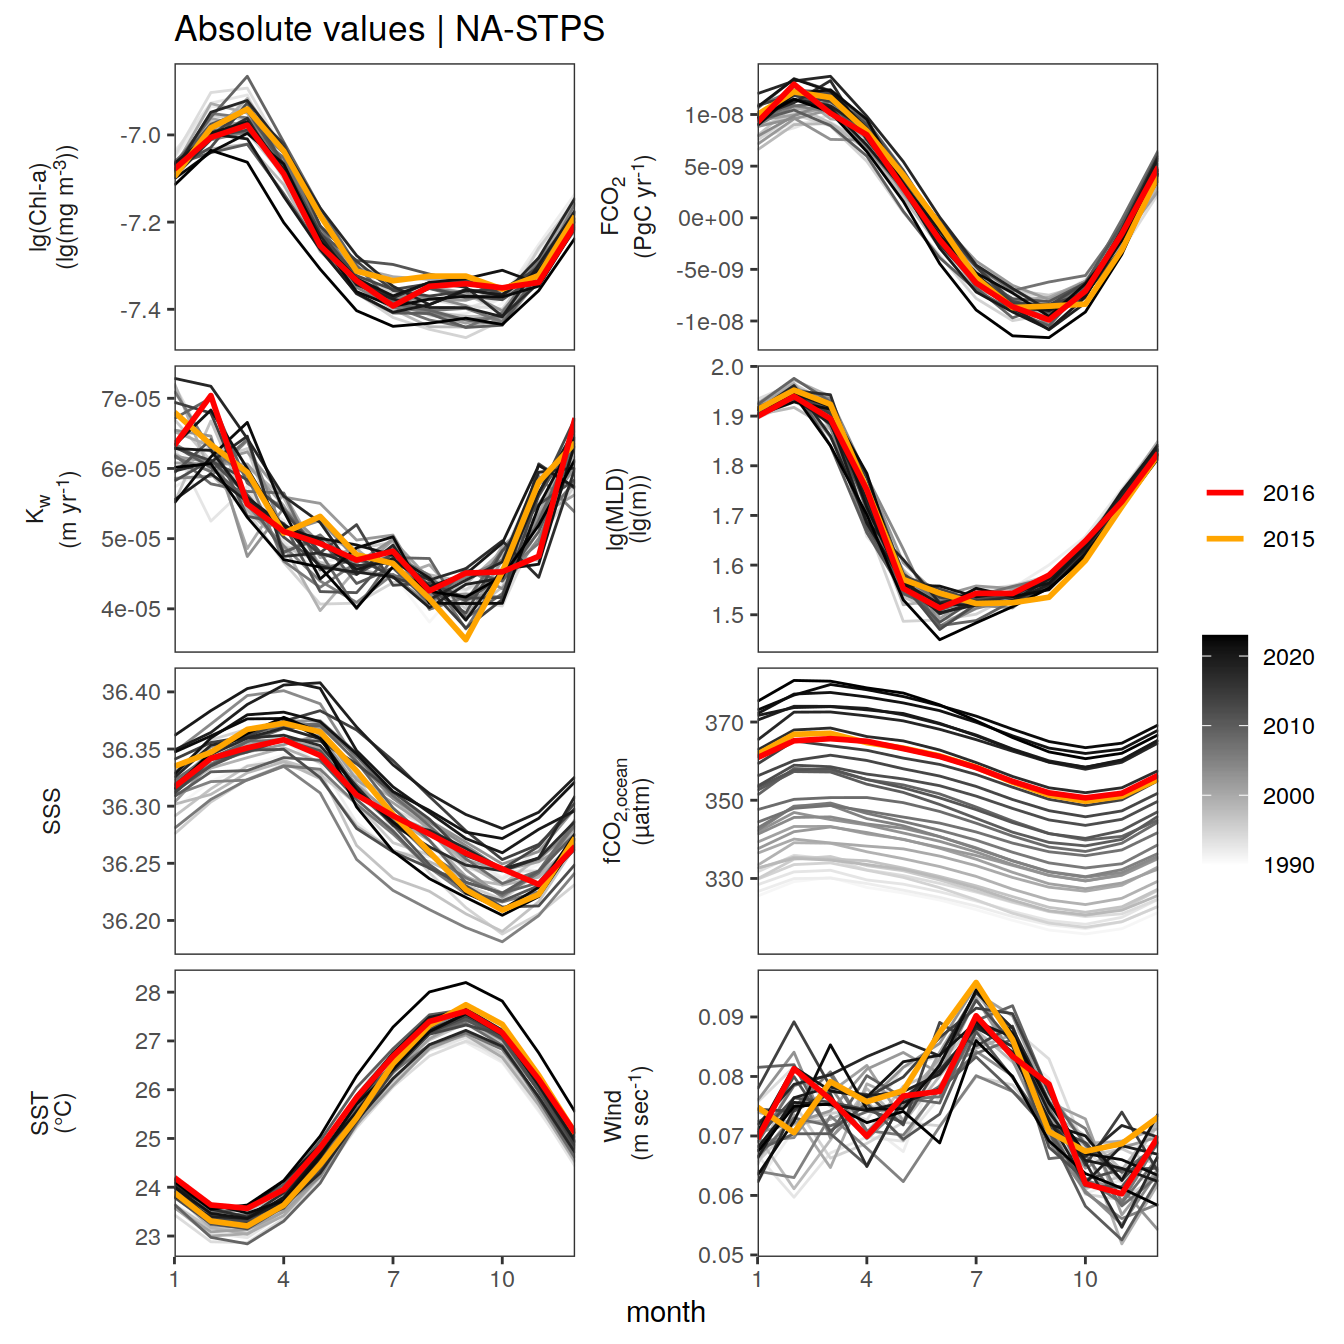 Absolute values | NA-STPS
lg(Chl-a)
(lg(mg m⁻³))
-7.0
-7.2
-7.4
FCO₂
(PgC yr⁻¹)
1e-08
5e-09
0e+00
-5e-09
-1e-08
K_w
(m yr⁻¹)
7e-05
6e-05
5e-05
4e-05
lg(MLD)
(lg(m))
2.0
1.9
1.8
1.7
1.6
1.5
SSS
36.40
36.35
36.30
36.25
36.20
fCO₂,ocean
(µatm)
370
350
330
SST
(°C)
28
27
26
25
24
23
1 4 7 10
Wind
(m sec⁻¹)
0.09
0.08
0.07
0.06
0.05
1 4 7 10
month
2016
2015
2020
2010
2000
1990